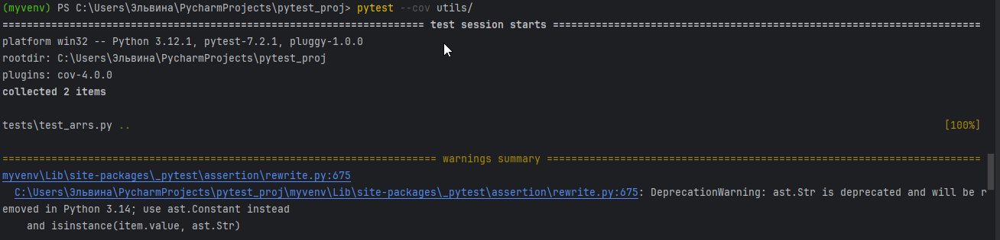 (myvenv) PS C:\Users\Эльвина\PycharmProjects\pytest_proj> pytest --cov utils/
===================================================================== test session starts ======================================================================
platform win32 -- Python 3.12.1, pytest-7.2.1, pluggy-1.0.0
rootdir: C:\Users\Эльвина\PycharmProjects\pytest_proj
plugins: cov-4.0.0
collected 2 items
tests\test_arrs.py .. [100%]
======================================================================= warnings summary =======================================================================
myvenv\Lib\site-packages\_pytest\assertion\rewrite.py:675
C:\Users\Эльвина\PycharmProjects\pytest_proj\myvenv\Lib\site-packages\_pytest\assertion\rewrite.py:675: DeprecationWarning: ast.Str is deprecated and will be r
emoved in Python 3.14; use ast.Constant instead
and isinstance(item.value, ast.Str)